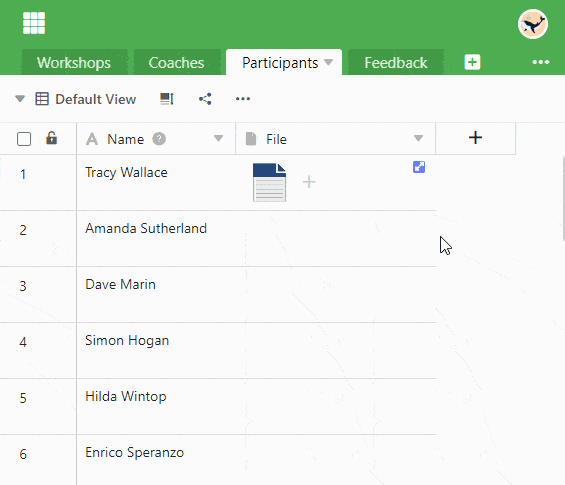 Workshops Coaches Participants Feedback
Default View
Name ? File
1 Tracy Wallace
2 Amanda Sutherland
3 Dave Marin
4 Simon Hogan
5 Hilda Wintop
6 Enrico Speranzo